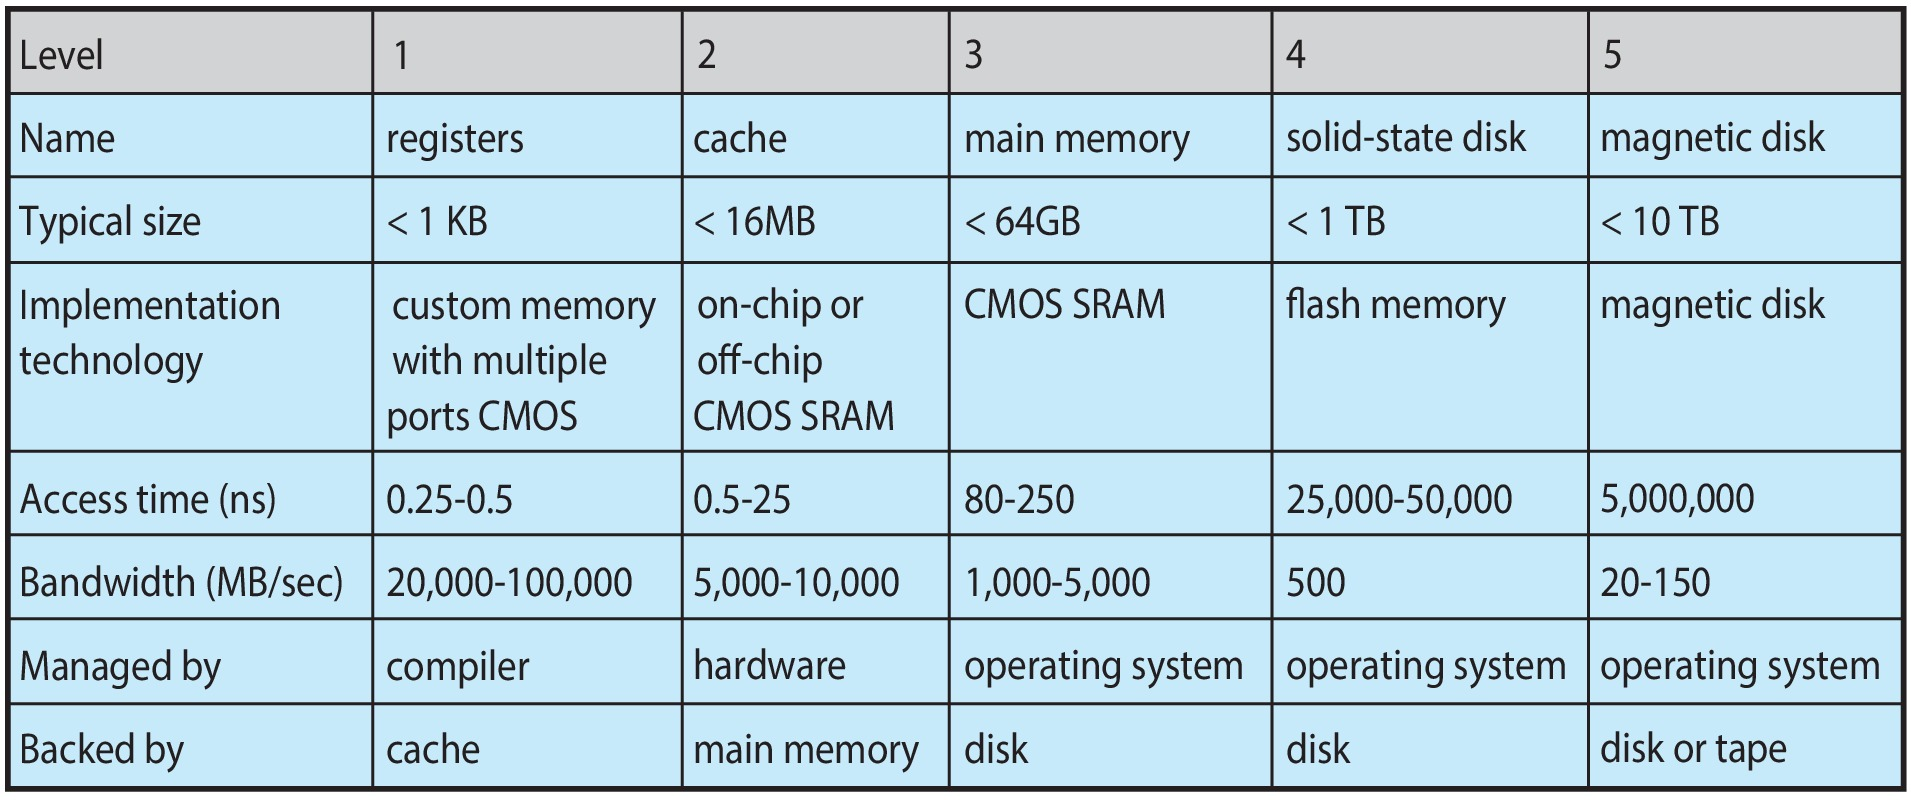 Level 1 2 3 4 5
Name registers cache main memory solid-state disk magnetic disk
Typical size < 1 KB < 16MB < 64GB < 1 TB < 10 TB
Implementation custom memory on-chip or CMOS SRAM flash memory magnetic disk
technology with multiple off-chip
ports CMOS CMOS SRAM
Access time (ns) 0.25-0.5 0.5-25 80-250 25,000-50,000 5,000,000
Bandwidth (MB/sec) 20,000-100,000 5,000-10,000 1,000-5,000 500 20-150
Managed by compiler hardware operating system operating system operating system
Backed by cache main memory disk disk disk or tape